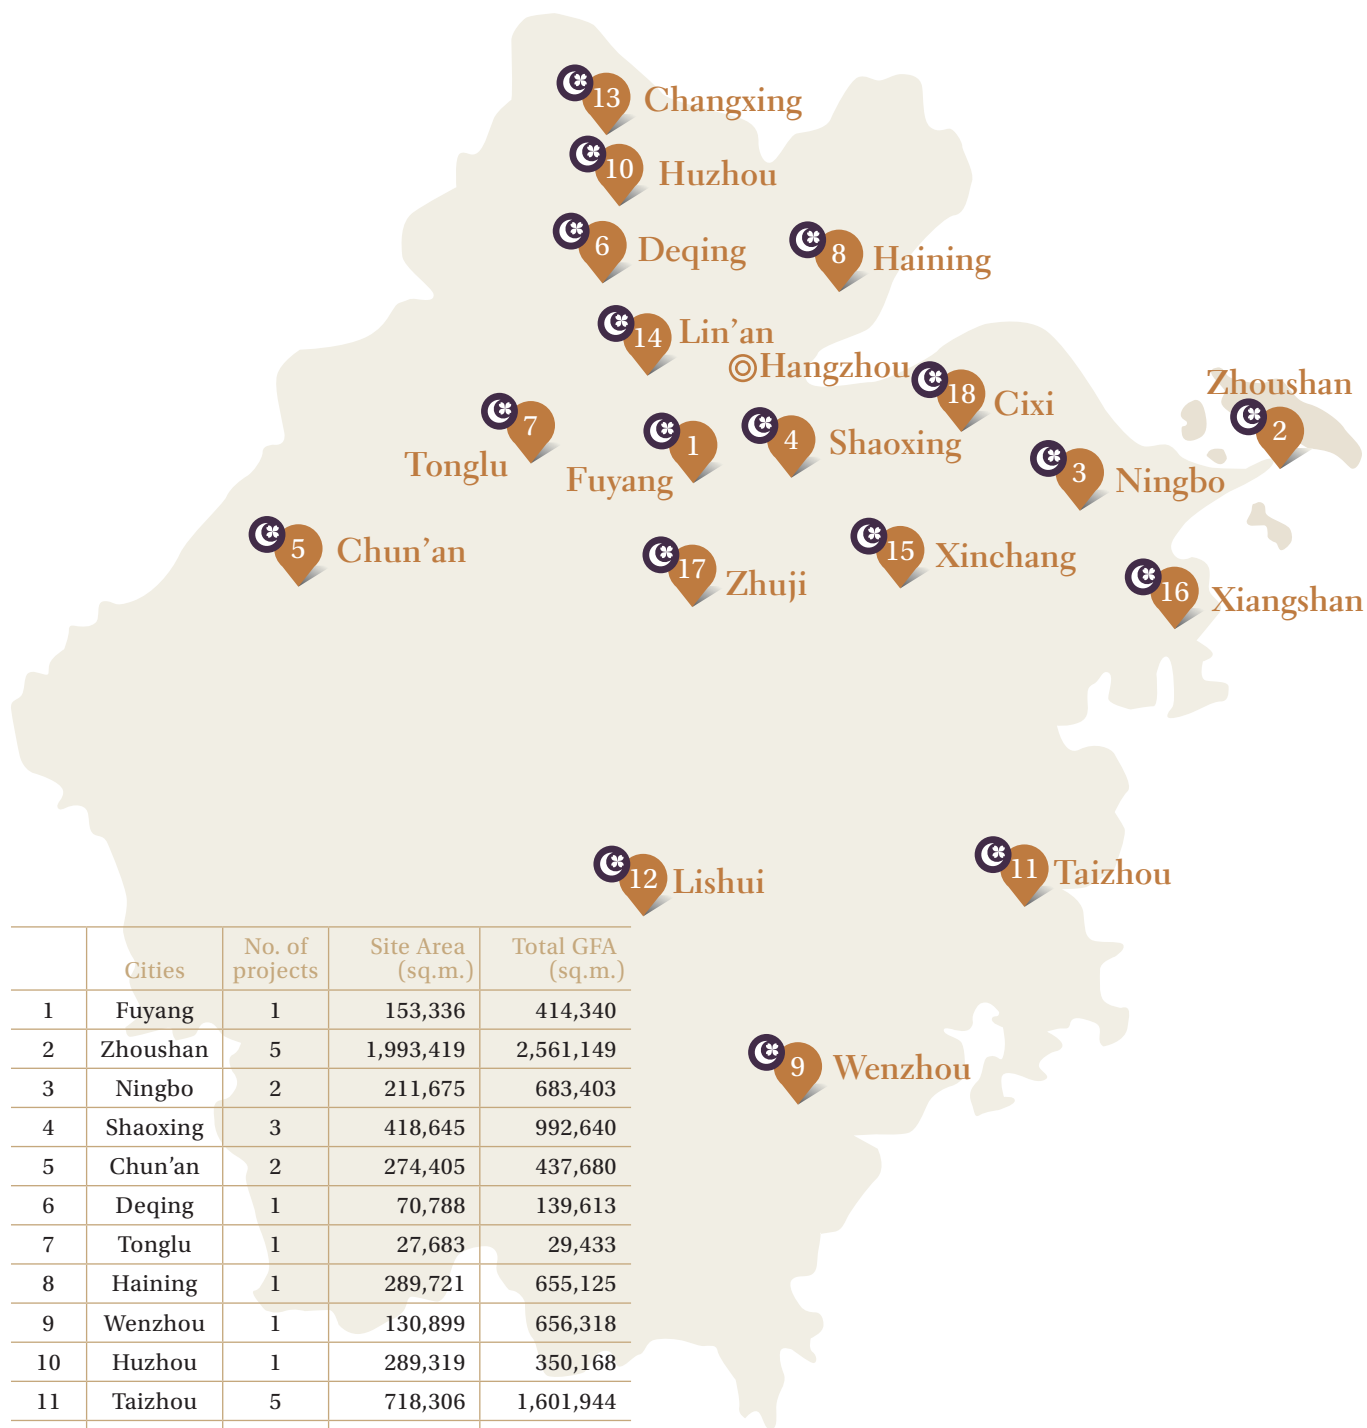 13 Changxing
10 Huzhou
6 Deqing
8 Haining
14 Lin’an
Hangzhou
Zhoushan
2
18 Cixi
7
Tonglu
1
Fuyang
4 Shaoxing
3 Ningbo
5 Chun’an
17 Zhuji
15 Xinchang
16 Xiangshan
12 Lishui
11 Taizhou
9 Wenzhou
Cities No. of projects Site Area (sq.m.) Total GFA (sq.m.)
1 Fuyang 1 153,336 414,340
2 Zhoushan 5 1,993,419 2,561,149
3 Ningbo 2 211,675 683,403
4 Shaoxing 3 418,645 992,640
5 Chun’an 2 274,405 437,680
6 Deqing 1 70,788 139,613
7 Tonglu 1 27,683 29,433
8 Haining 1 289,721 655,125
9 Wenzhou 1 130,899 656,318
10 Huzhou 1 289,319 350,168
11 Taizhou 5 718,306 1,601,944